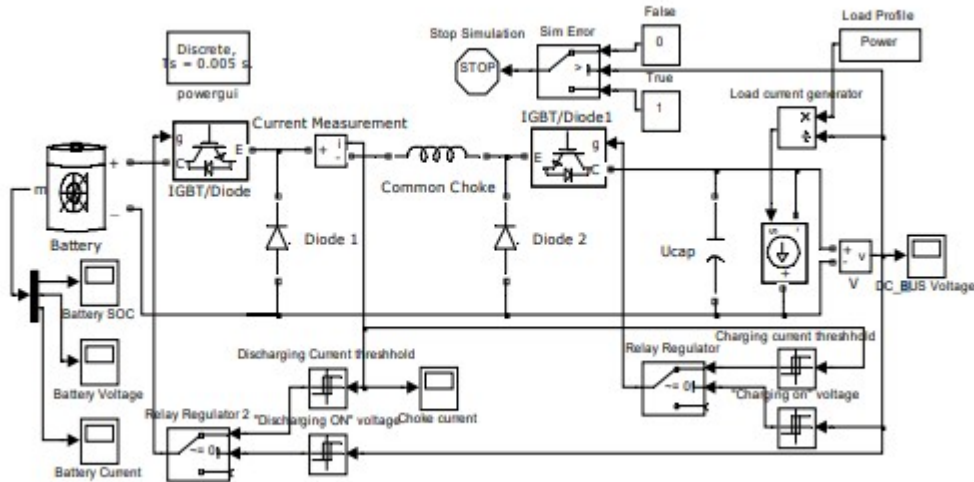 False
0
Load Profile
Power
Stop Simulation
Sim Error
STOP
>
True
1
Discrete,
Ts = 0.005 s.
powergui
Load current generator
×
÷
g
C
E
IGBT/Diode
Current Measurement
+
-
i
Common Choke
IGBT/Diode1
g
E
C
m
+
_
Battery
Diode 1
Diode 2
Ucap
s
-
+
+
-
v
V
DC_BUS Voltage
Battery SOC
Battery Voltage
Battery Current
Discharging Current threshhold
Choke current
Relay Regulator 2
"Discharging ON" voltage
~= 0
Relay Regulator
~= 0
Charging current threshhold
"Charging on" voltage